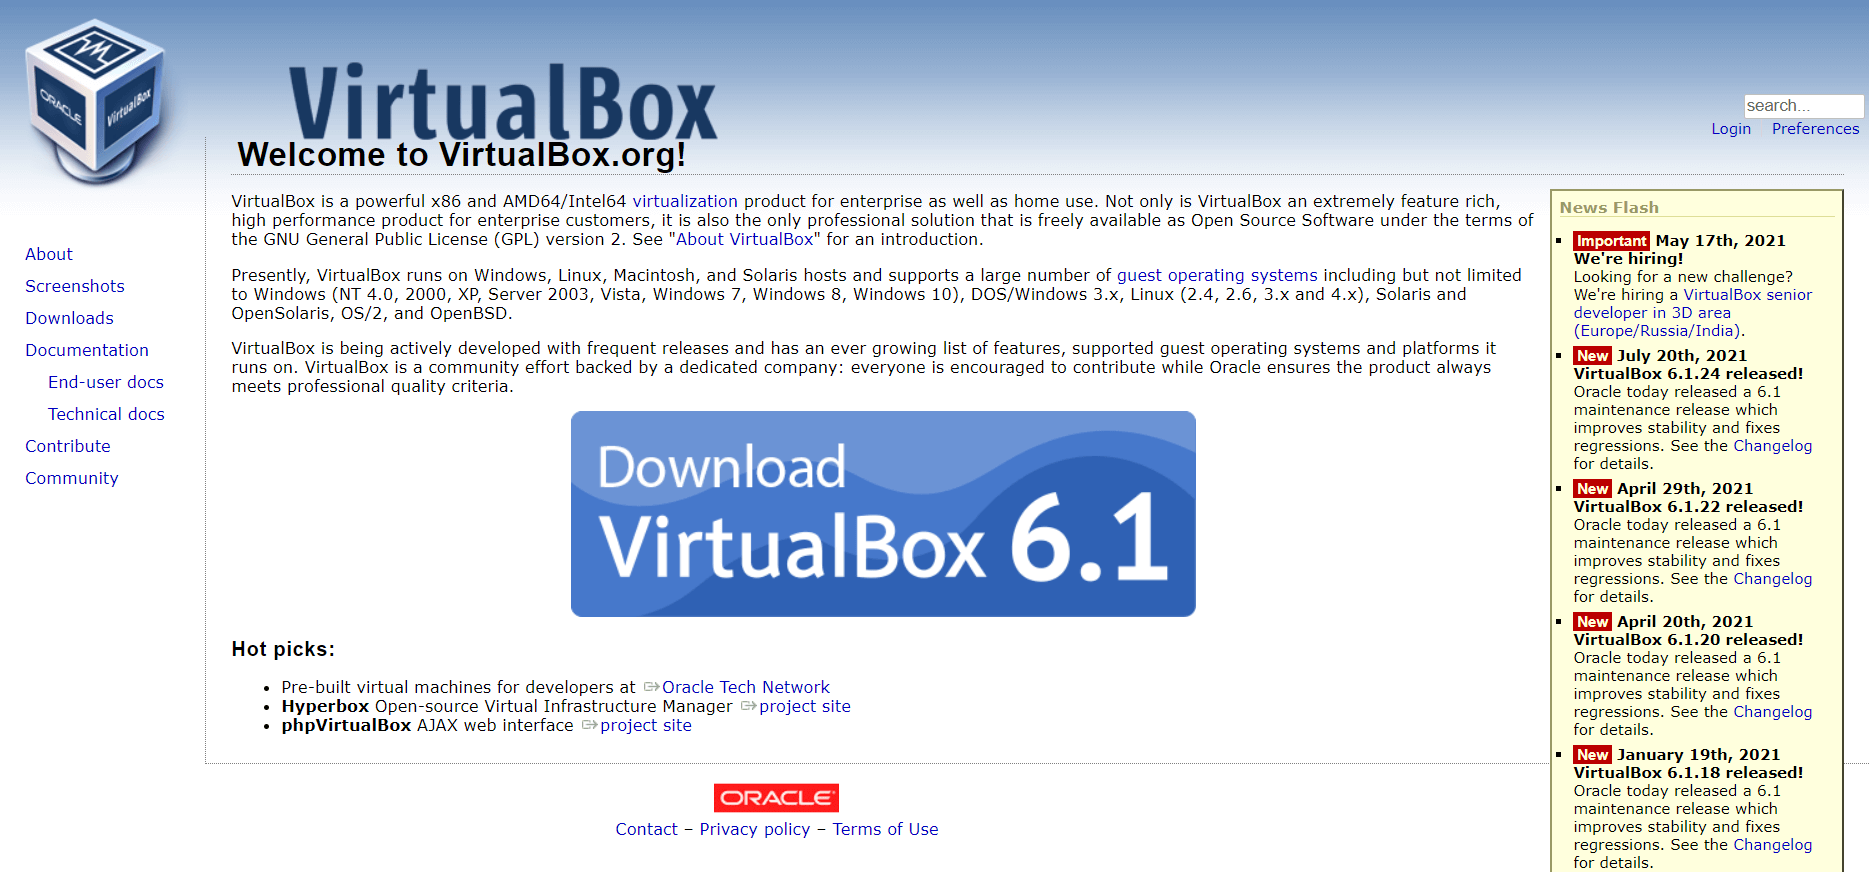 ORACLE
VirtualBox
VirtualBox
search...
Login Preferences
Welcome to VirtualBox.org!
About
Screenshots
Downloads
Documentation
End-user docs
Technical docs
Contribute
Community
VirtualBox is a powerful x86 and AMD64/Intel64 virtualization product for enterprise as well as home use. Not only is VirtualBox an extremely feature rich,
high performance product for enterprise customers, it is also the only professional solution that is freely available as Open Source Software under the terms of
the GNU General Public License (GPL) version 2. See "About VirtualBox" for an introduction.
Presently, VirtualBox runs on Windows, Linux, Macintosh, and Solaris hosts and supports a large number of guest operating systems including but not limited
to Windows (NT 4.0, 2000, XP, Server 2003, Vista, Windows 7, Windows 8, Windows 10), DOS/Windows 3.x, Linux (2.4, 2.6, 3.x and 4.x), Solaris and
OpenSolaris, OS/2, and OpenBSD.
VirtualBox is being actively developed with frequent releases and has an ever growing list of features, supported guest operating systems and platforms it
runs on. VirtualBox is a community effort backed by a dedicated company: everyone is encouraged to contribute while Oracle ensures the product always
meets professional quality criteria.
Download
VirtualBox 6.1
Hot picks:
Pre-built virtual machines for developers at Oracle Tech Network
Hyperbox Open-source Virtual Infrastructure Manager project site
phpVirtualBox AJAX web interface project site
News Flash
Important May 17th, 2021
We're hiring!
Looking for a new challenge?
We're hiring a VirtualBox senior
developer in 3D area
(Europe/Russia/India).
New July 20th, 2021
VirtualBox 6.1.24 released!
Oracle today released a 6.1
maintenance release which
improves stability and fixes
regressions. See the Changelog
for details.
New April 29th, 2021
VirtualBox 6.1.22 released!
Oracle today released a 6.1
maintenance release which
improves stability and fixes
regressions. See the Changelog
for details.
New April 20th, 2021
VirtualBox 6.1.20 released!
Oracle today released a 6.1
maintenance release which
improves stability and fixes
regressions. See the Changelog
for details.
New January 19th, 2021
VirtualBox 6.1.18 released!
Oracle today released a 6.1
maintenance release which
improves stability and fixes
regressions. See the Changelog
for details.
ORACLE
Contact – Privacy policy – Terms of Use